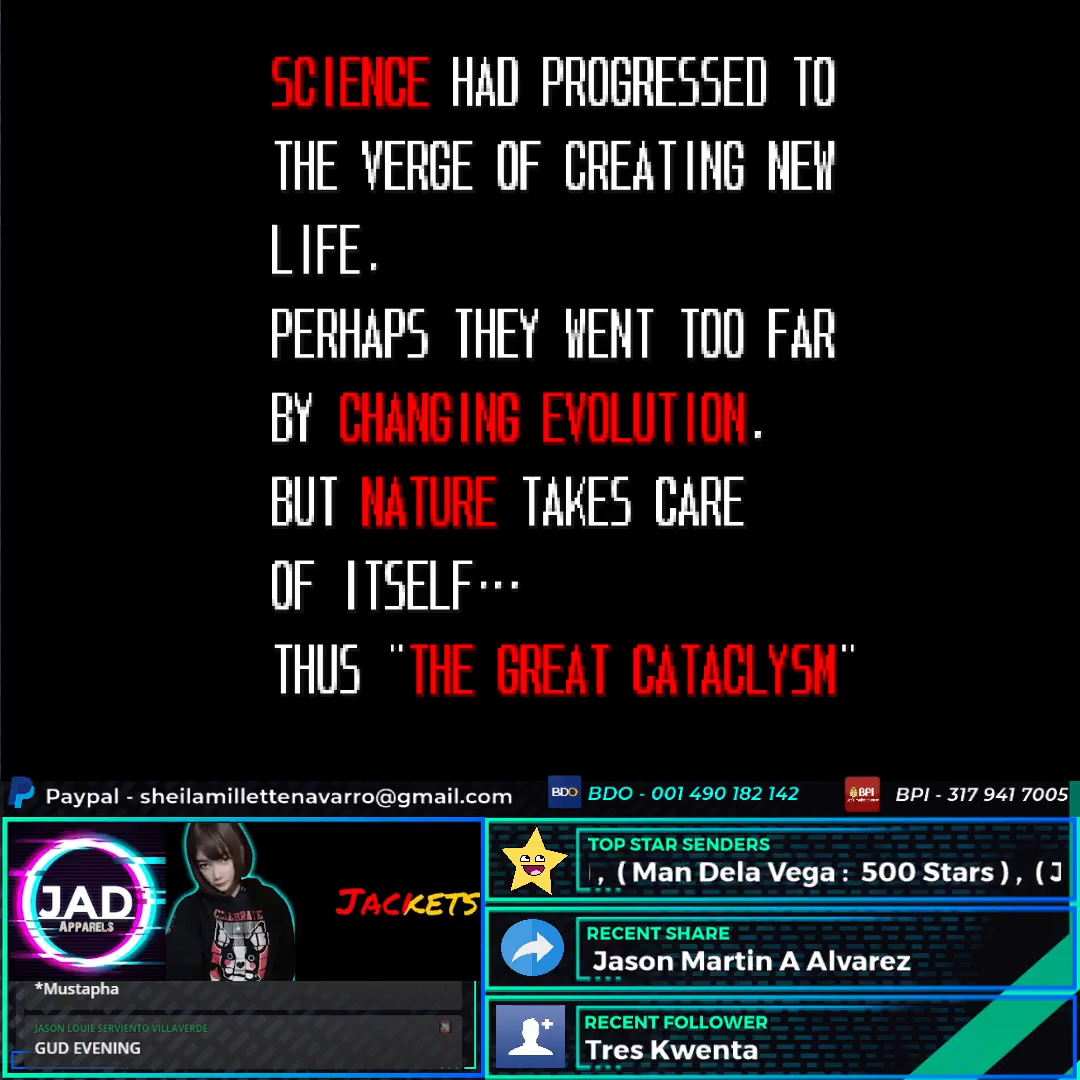 SCIENCE HAD PROGRESSED TO
THE VERGE OF CREATING NEW
LIFE.
PERHAPS THEY WENT TOO FAR
BY CHANGING EVOLUTION.
BUT NATURE TAKES CARE
OF ITSELF···
THUS "THE GREAT CATACLYSM"
Paypal - sheilamillettenavarro@gmail.com
BDO
BDO - 001 490 182 142
BPI
BPI - 317 941 7005
JAD
APPARELS
CELEBRATE
JACKETS
*Mustapha
JASON LOUIE SERVIENTO VILLAVERDE
GUD EVENING
TOP STAR SENDERS
, ( Man Dela Vega : 500 Stars ) , ( J
RECENT SHARE
Jason Martin A Alvarez
RECENT FOLLOWER
Tres Kwenta